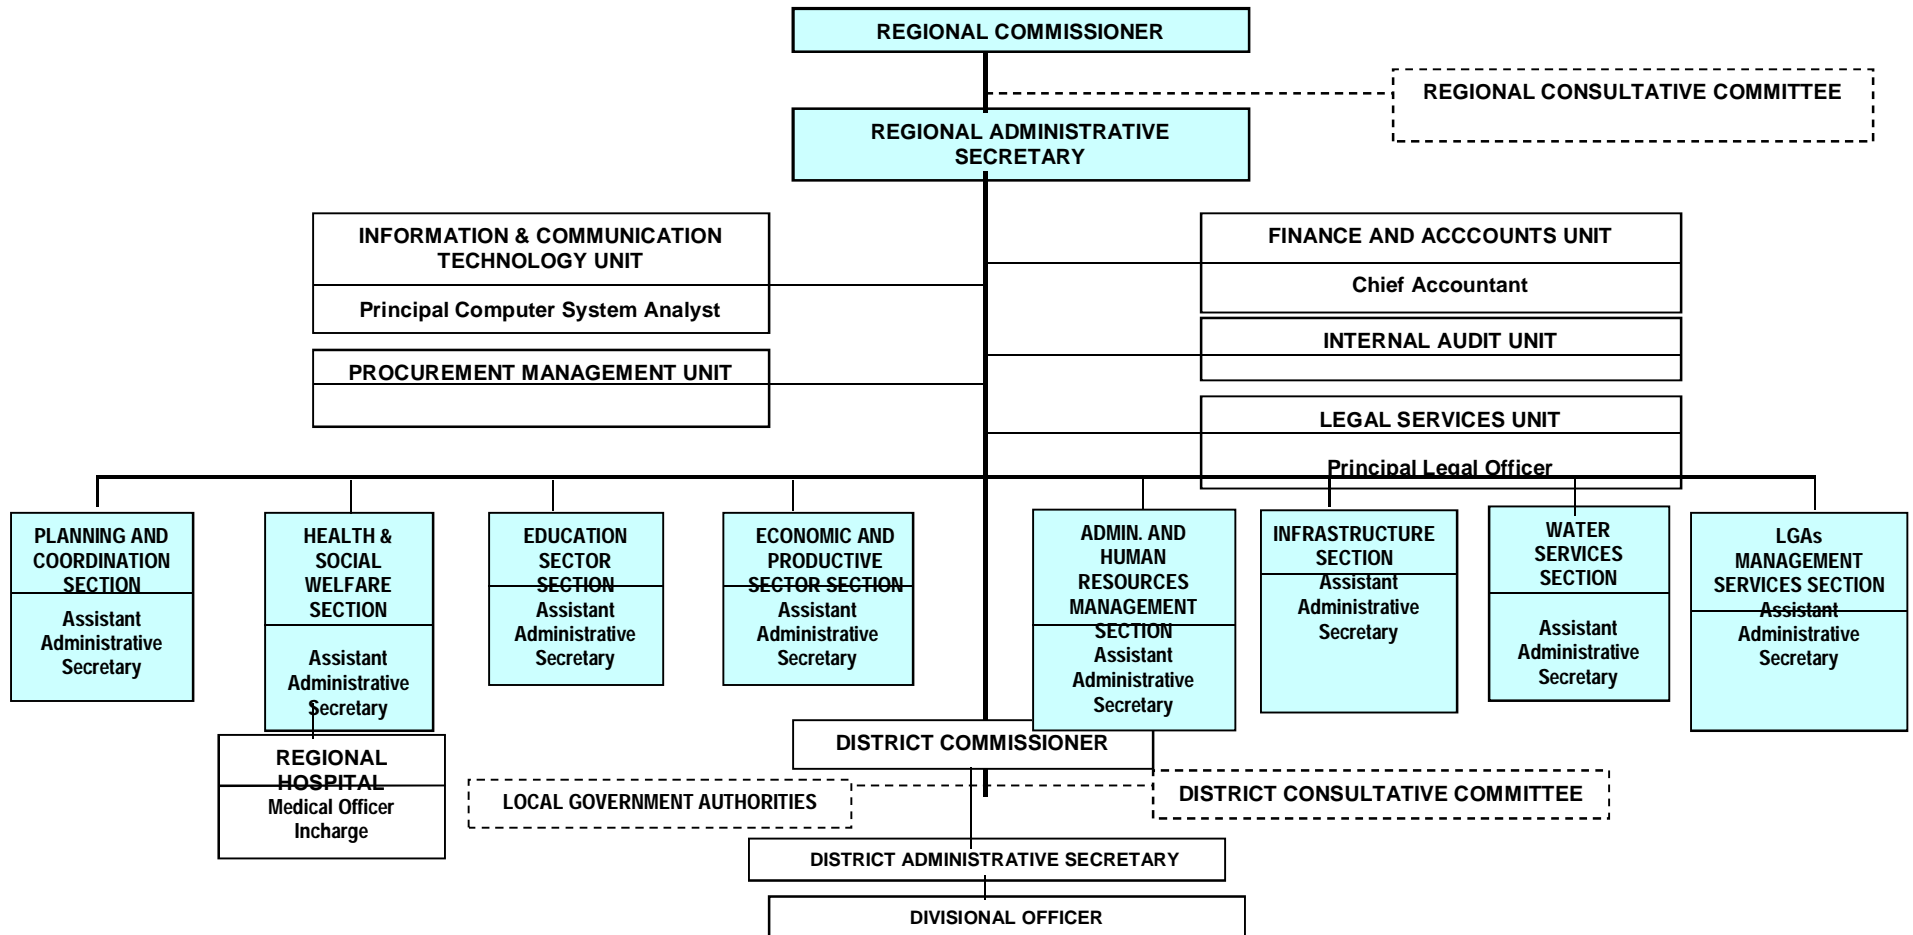 REGIONAL COMMISSIONER
REGIONAL CONSULTATIVE COMMITTEE
REGIONAL ADMINISTRATIVE
SECRETARY
INFORMATION & COMMUNICATION
TECHNOLOGY UNIT
Principal Computer System Analyst
FINANCE AND ACCCOUNTS UNIT
Chief Accountant
PROCUREMENT MANAGEMENT UNIT
INTERNAL AUDIT UNIT
LEGAL SERVICES UNIT
Principal Legal Officer
PLANNING AND
COORDINATION
SECTION
Assistant
Administrative
Secretary
HEALTH &
SOCIAL
WELFARE
SECTION
Assistant
Administrative
Secretary
EDUCATION
SECTOR
SECTION
Assistant
Administrative
Secretary
ECONOMIC AND
PRODUCTIVE
SECTOR SECTION
Assistant
Administrative
Secretary
ADMIN. AND
HUMAN
RESOURCES
MANAGEMENT
SECTION
Assistant
Administrative
Secretary
INFRASTRUCTURE
SECTION
Assistant
Administrative
Secretary
WATER
SERVICES
SECTION
Assistant
Administrative
Secretary
LGAs
MANAGEMENT
SERVICES SECTION
Assistant
Administrative
Secretary
REGIONAL
HOSPITAL
Medical Officer
Incharge
DISTRICT COMMISSIONER
LOCAL GOVERNMENT AUTHORITIES
DISTRICT CONSULTATIVE COMMITTEE
DISTRICT ADMINISTRATIVE SECRETARY
DIVISIONAL OFFICER